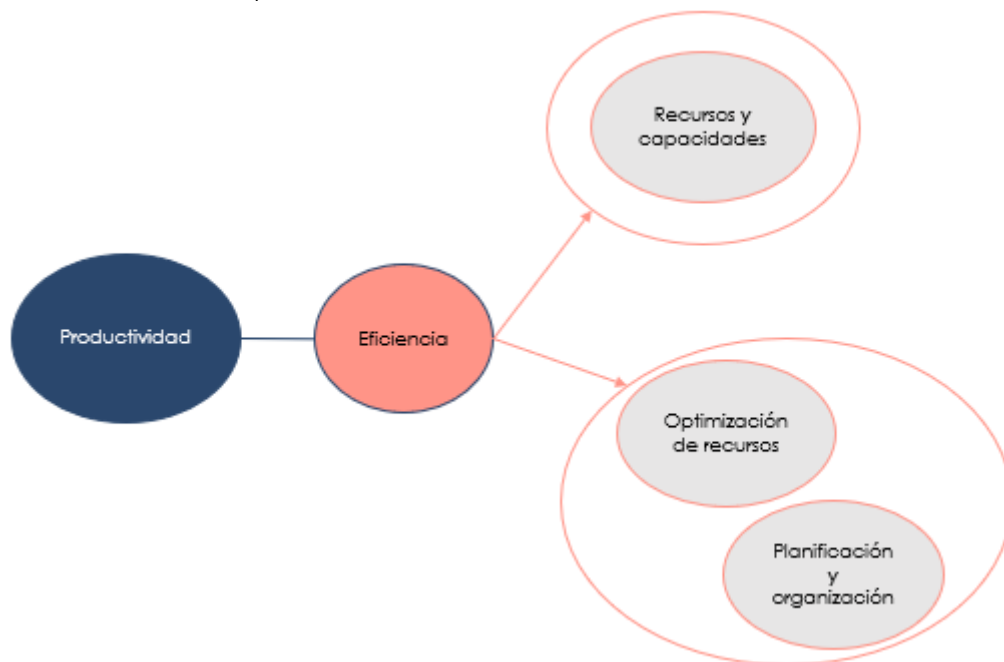 Recursos y
capacidades
Productividad
Eficiencia
Optimización
de recursos
Planificación
y
organización